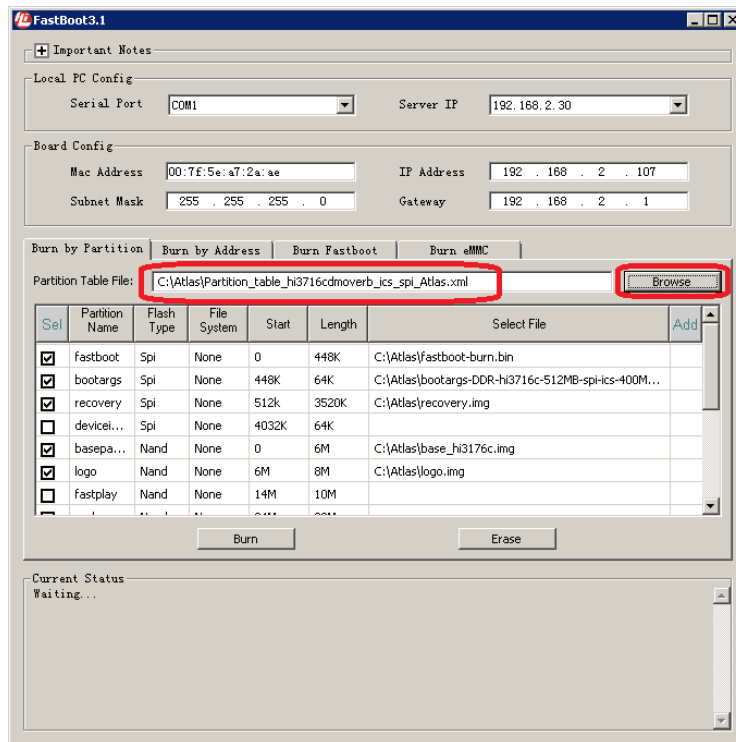 FastBoot3.1
Important Notes
Local PC Config
Serial Port COM1 Server IP 192.168.2.30
Board Config
Mac Address 00:7f:5e:a7:2a:ae IP Address 192 . 168 . 2 . 107
Subnet Mask 255 . 255 . 255 . 0 Gateway 192 . 168 . 2 . 1
Burn by Partition Burn by Address Burn Fastboot Burn eMMC
Partition Table File: C:\Atlas\Partition_table_hi3716cdmoverb_ics_spi_Atlas.xml Browse
Sel Partition Name Flash Type File System Start Length Select File Add
fastboot Spi None 0 448K C:\Atlas\fastboot-burn.bin
bootargs Spi None 448K 64K C:\Atlas\bootargs-DDR-hi3716c-512MB-spi-ics-400M...
recovery Spi None 512k 3520K C:\Atlas\recovery.img
devicei... Spi None 4032K 64K
basepa... Nand None 0 6M C:\Atlas\base_hi3176c.img
logo Nand None 6M 8M C:\Atlas\logo.img
fastplay Nand None 14M 10M
Burn Erase
Current Status
Waiting...